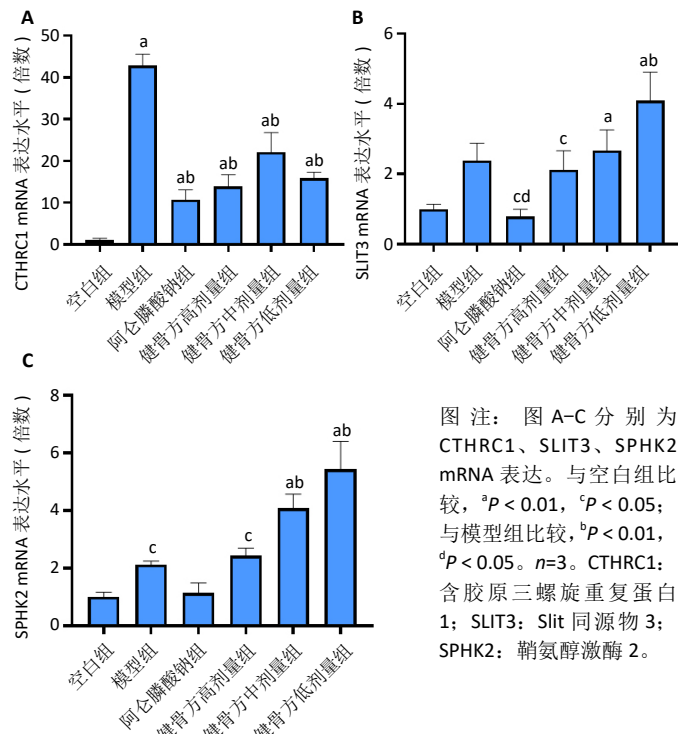 A
CTHRC1 mRNA 表达水平(倍数)
50
40
30
20
10
0
a
ab
ab
ab
ab
空白组
模型组
阿仑膦酸钠组
健骨方高剂量组
健骨方中剂量组
健骨方低剂量组
B
SLIT3 mRNA 表达水平(倍数)
6
4
2
0
cd
c
a
ab
空白组
模型组
阿仑膦酸钠组
健骨方高剂量组
健骨方中剂量组
健骨方低剂量组
C
SPHK2 mRNA 表达水平(倍数)
8
6
4
2
0
c
c
ab
ab
空白组
模型组
阿仑膦酸钠组
健骨方高剂量组
健骨方中剂量组
健骨方低剂量组
图注:图A−C分别为
CTHRC1、SLIT3、SPHK2
mRNA 表达。与空白组比
较,ᵃP < 0.01,ᶜP < 0.05;
与模型组比较,ᵇP < 0.01,
ᵈP < 0.05。n=3。CTHRC1:
含胶原三螺旋重复蛋白
1;SLIT3:Slit 同源物 3;
SPHK2:鞘氨醇激酶 2。